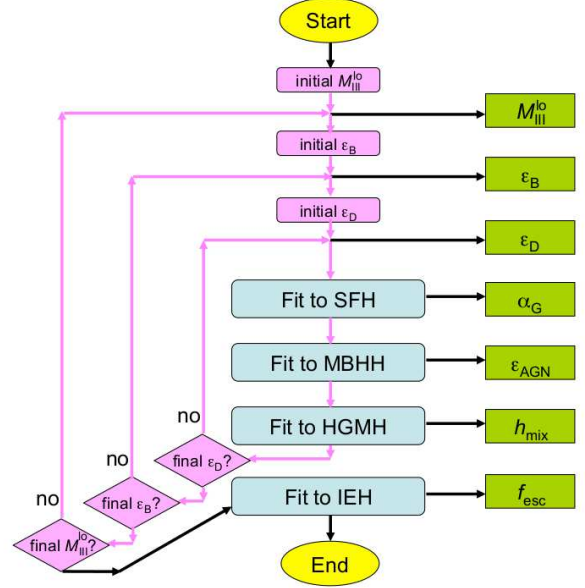 Start
initial M_III^lo
M_III^lo
initial ε_B
ε_B
initial ε_D
ε_D
Fit to SFH
α_G
Fit to MBHH
ε_AGN
Fit to HGMH
h_mix
no
final ε_D?
no
final ε_B?
Fit to IEH
f_esc
no
final M_III^lo?
End